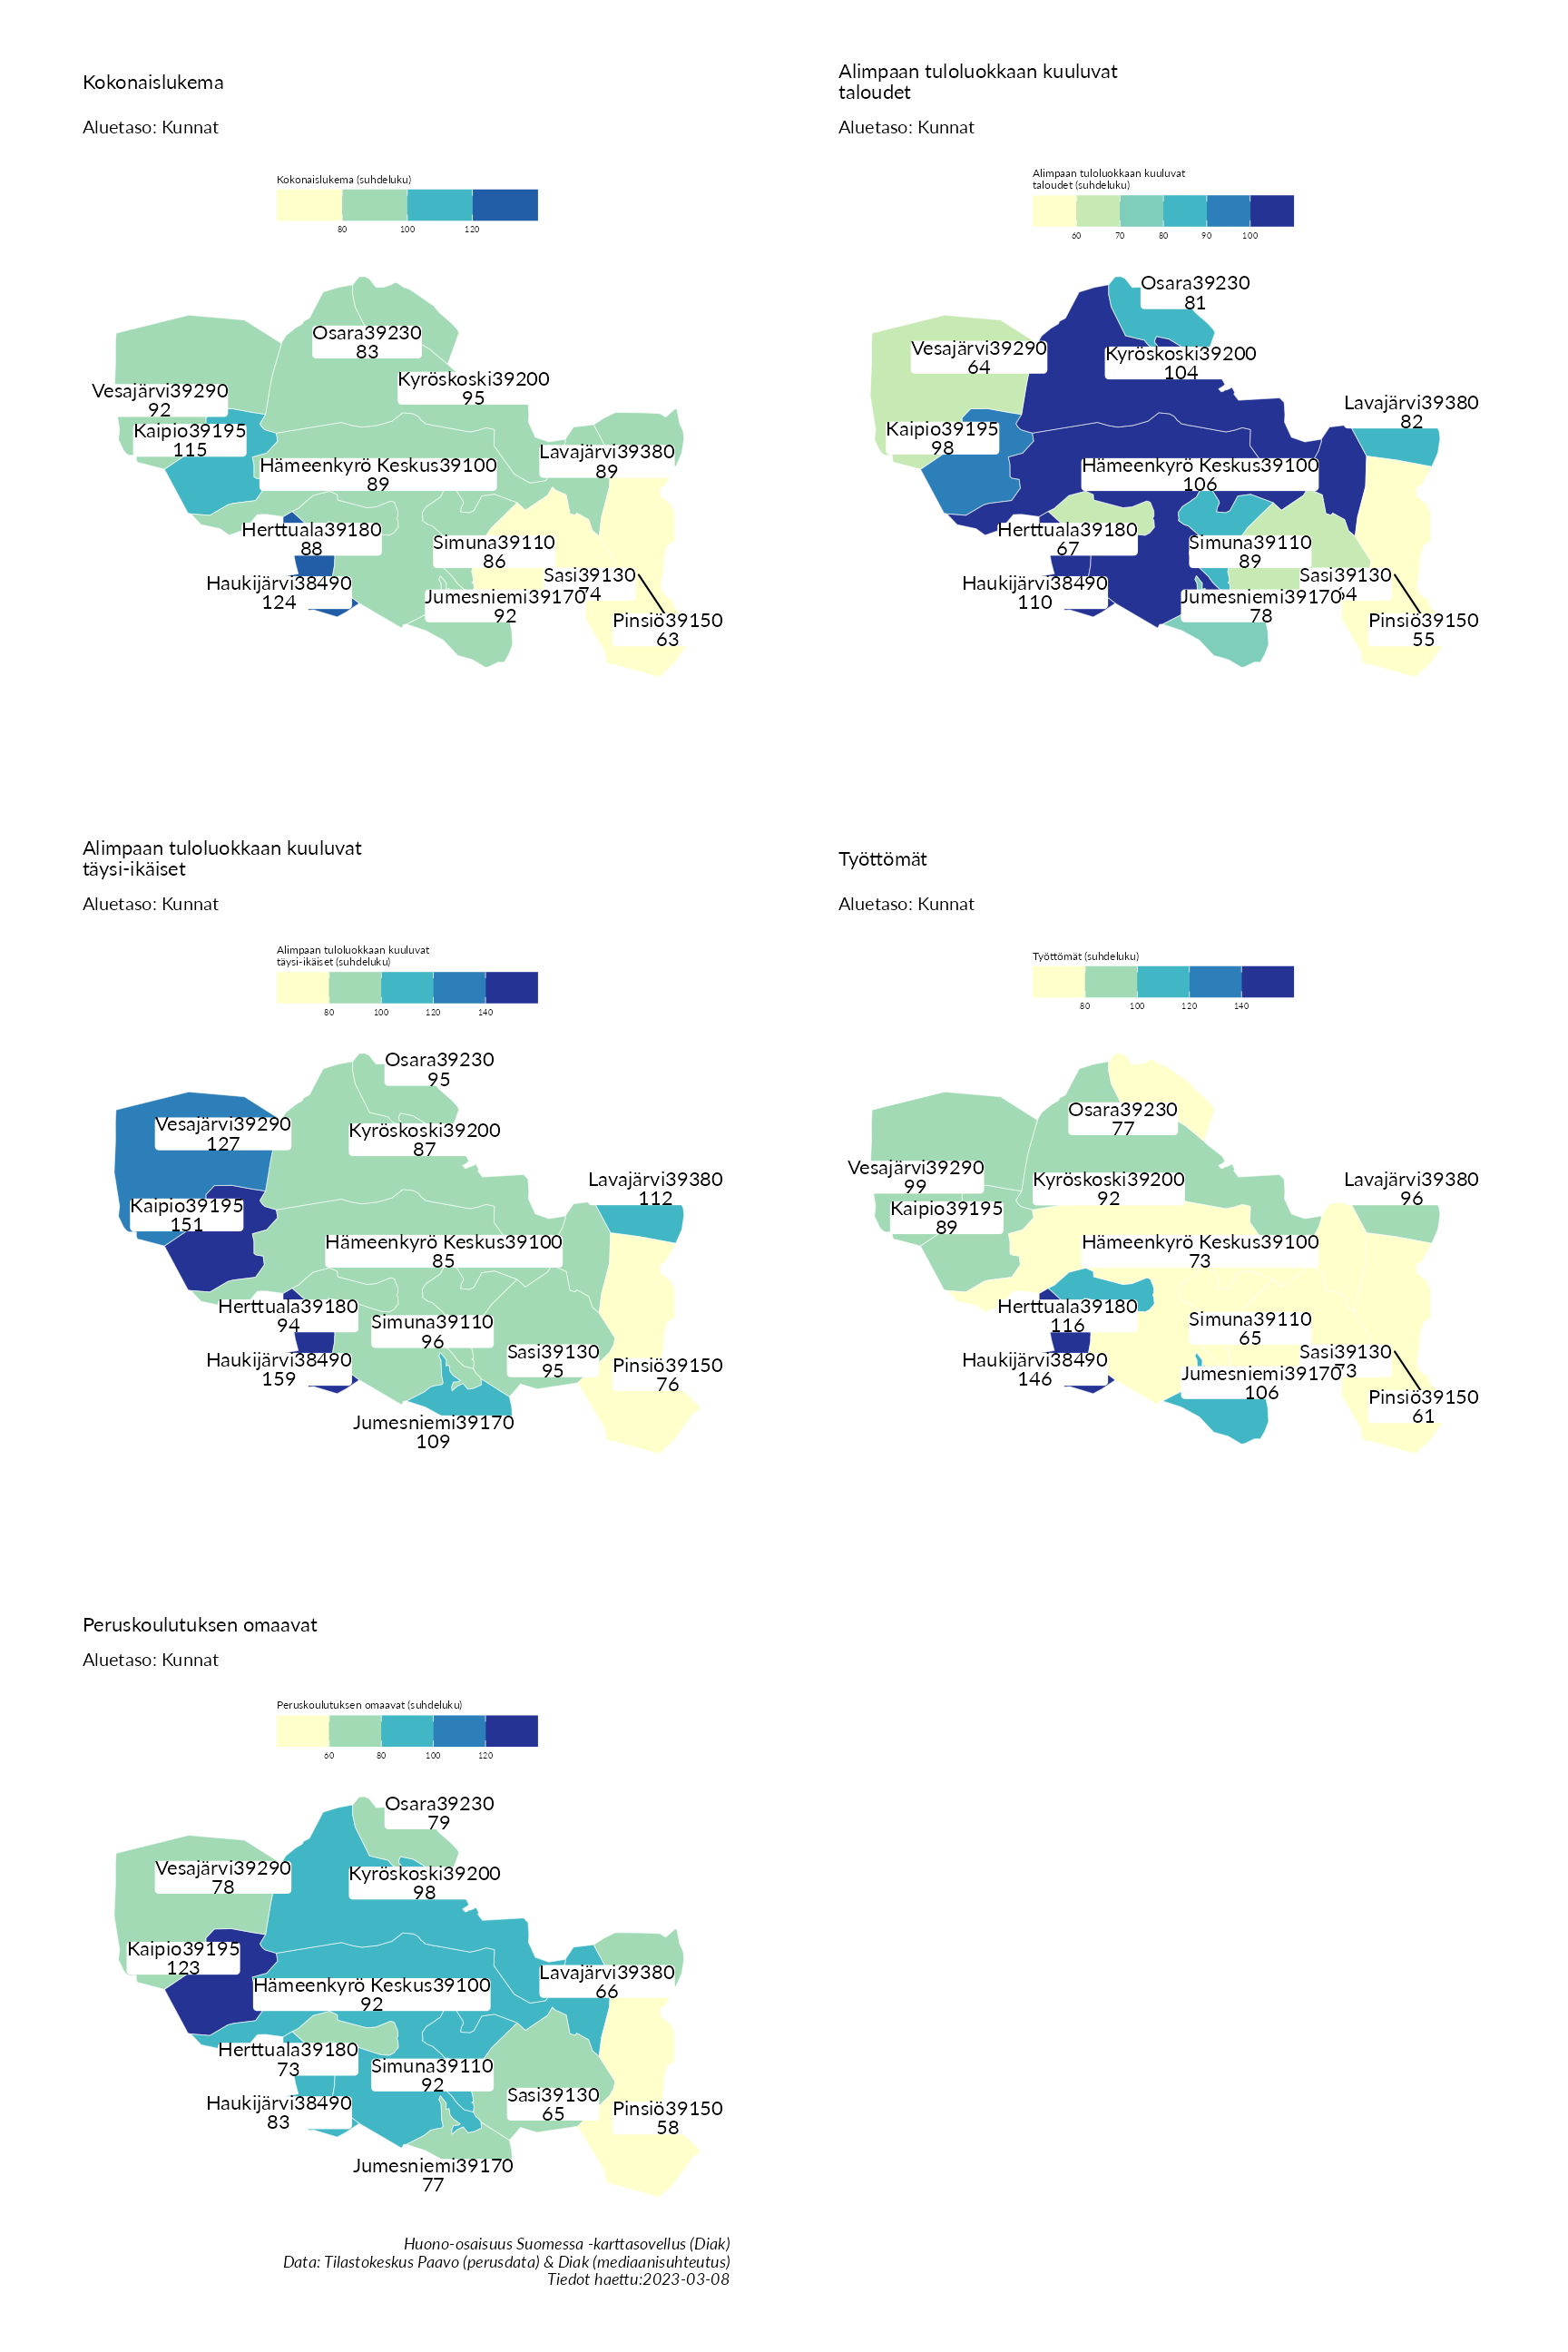 Kokonaislukema
Aluetaso: Kunnat
Kokonaislukema (suhdeluku)
80 100 120
Osara39230
83
Kyröskoski39200
95
Vesajärvi39290
92
Kaipio39195
115
Lavajärvi39380
89
Hämeenkyrö Keskus39100
89
Herttuala39180
88
Simuna39110
86
Sasi39130
74
Haukijärvi38490
124
Jumesniemi39170
92
Pinsiö39150
63
Alimpaan tuloluokkaan kuuluvat
taloudet
Aluetaso: Kunnat
Alimpaan tuloluokkaan kuuluvat
taloudet (suhdeluku)
60 70 80 90 100
Osara39230
81
Vesajärvi39290
64
Kyröskoski39200
104
Lavajärvi39380
82
Kaipio39195
98
Hämeenkyrö Keskus39100
106
Herttuala39180
67
Simuna39110
89
Sasi39130
64
Haukijärvi38490
110
Jumesniemi39170
78
Pinsiö39150
55
Alimpaan tuloluokkaan kuuluvat
täysi-ikäiset
Aluetaso: Kunnat
Alimpaan tuloluokkaan kuuluvat
täysi-ikäiset (suhdeluku)
80 100 120 140
Osara39230
95
Vesajärvi39290
127
Kyröskoski39200
87
Lavajärvi39380
112
Kaipio39195
151
Hämeenkyrö Keskus39100
85
Herttuala39180
94
Simuna39110
96
Sasi39130
95
Haukijärvi38490
159
Pinsiö39150
76
Jumesniemi39170
109
Työttömät
Aluetaso: Kunnat
Työttömät (suhdeluku)
80 100 120 140
Osara39230
77
Vesajärvi39290
99
Kyröskoski39200
92
Lavajärvi39380
96
Kaipio39195
89
Hämeenkyrö Keskus39100
73
Herttuala39180
116
Simuna39110
65
Sasi39130
73
Haukijärvi38490
146
Jumesniemi39170
106
Pinsiö39150
61
Peruskoulutuksen omaavat
Aluetaso: Kunnat
Peruskoulutuksen omaavat (suhdeluku)
60 80 100 120
Osara39230
79
Vesajärvi39290
78
Kyröskoski39200
98
Kaipio39195
123
Lavajärvi39380
66
Hämeenkyrö Keskus39100
92
Herttuala39180
73
Simuna39110
92
Sasi39130
65
Haukijärvi38490
83
Pinsiö39150
58
Jumesniemi39170
77
Huono-osaisuus Suomessa -karttasovellus (Diak)
Data: Tilastokeskus Paavo (perusdata) & Diak (mediaanisuhteutus)
Tiedot haettu:2023-03-08